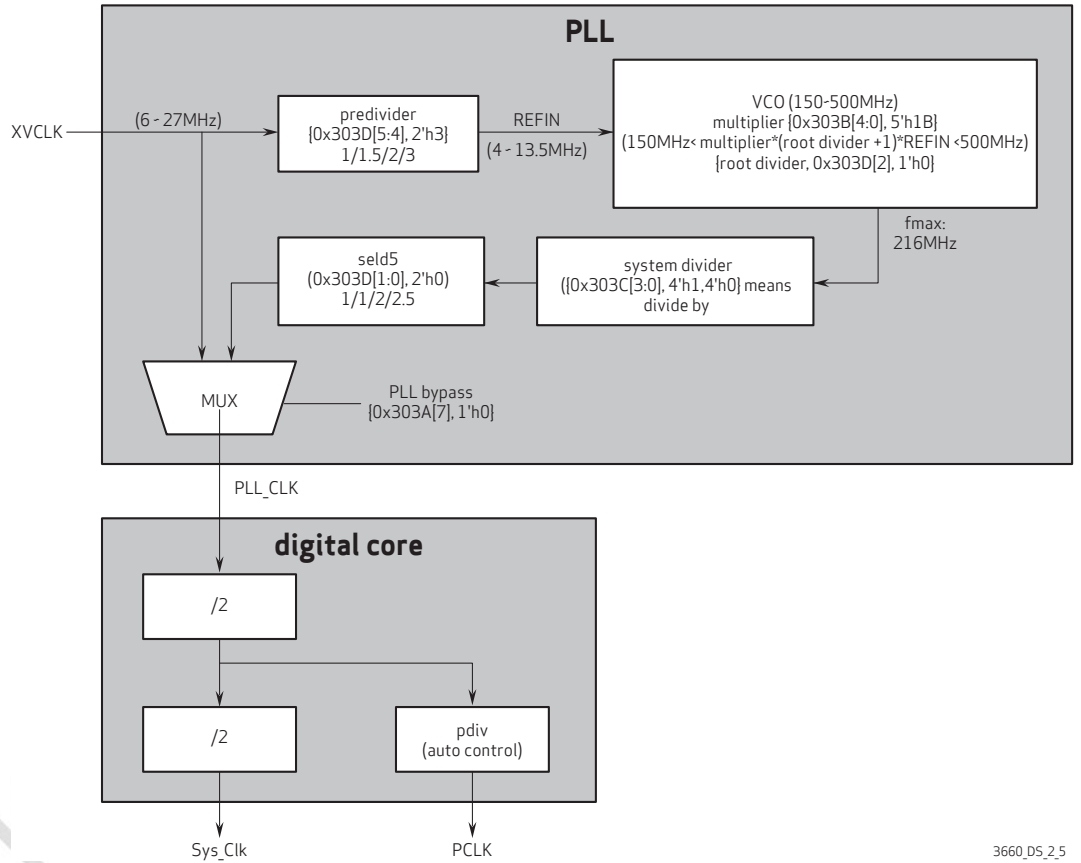 PLL
XVCLK
(6 - 27MHz)
predivider
{0x303D[5:4], 2'h3}
1/1.5/2/3
REFIN
(4 - 13.5MHz)
VCO (150-500MHz)
multiplier {0x303B[4:0], 5'h1B}
(150MHz< multiplier*(root divider +1)*REFIN <500MHz)
{root divider, 0x303D[2], 1'h0}
fmax:
216MHz
seld5
(0x303D[1:0], 2'h0)
1/1/2/2.5
system divider
({0x303C[3:0], 4'h1,4'h0} means
divide by
MUX
PLL bypass
{0x303A[7], 1'h0}
PLL_CLK
digital core
/2
/2
pdiv
(auto control)
Sys_Clk
PCLK
3660_DS_2_5